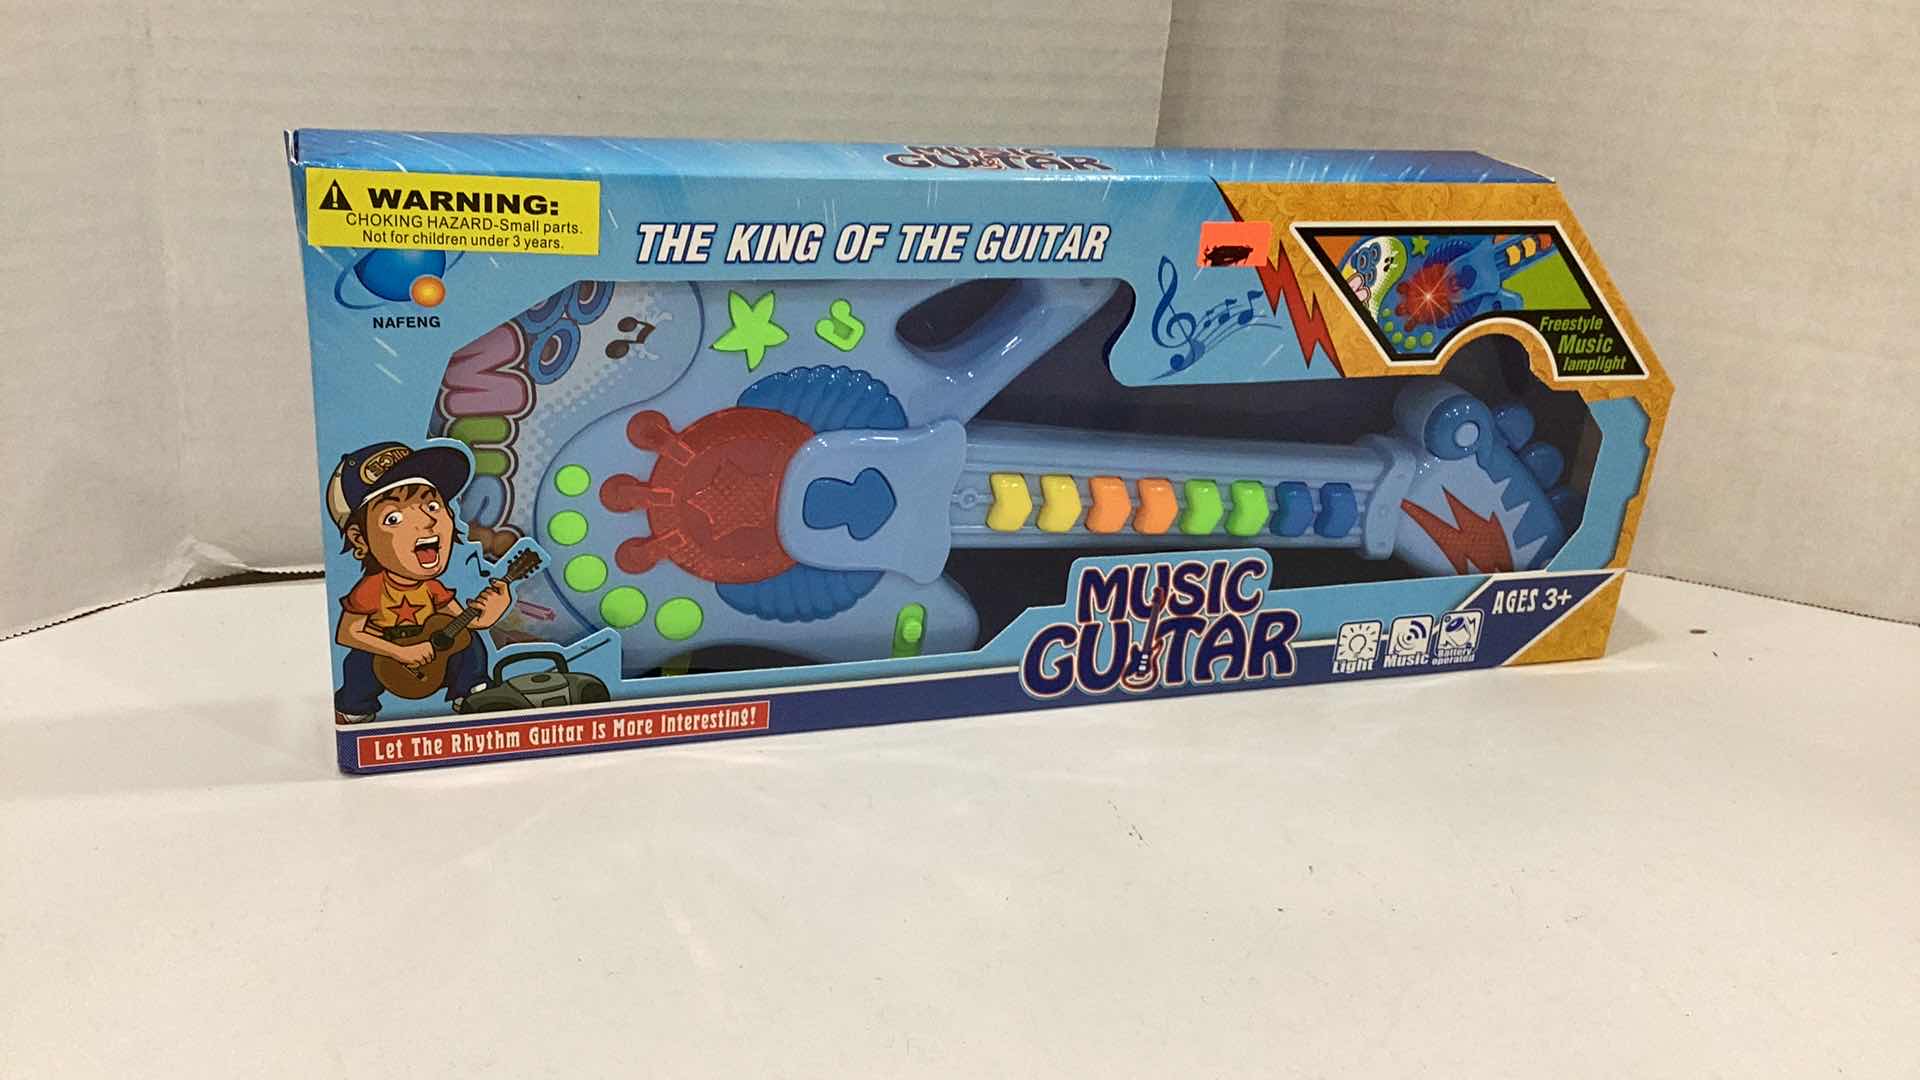 MUSIC
GUITAR
WARNING:
CHOKING HAZARD-Small parts.
Not for children under 3 years.
THE KING OF THE GUITAR
NAFENG
Music
Freestyle
Music
lamplight
MUSIC
GUITAR
AGES 3+
Light
Music
Battery
operated
Let The Rhythm Guitar Is More Interesting!